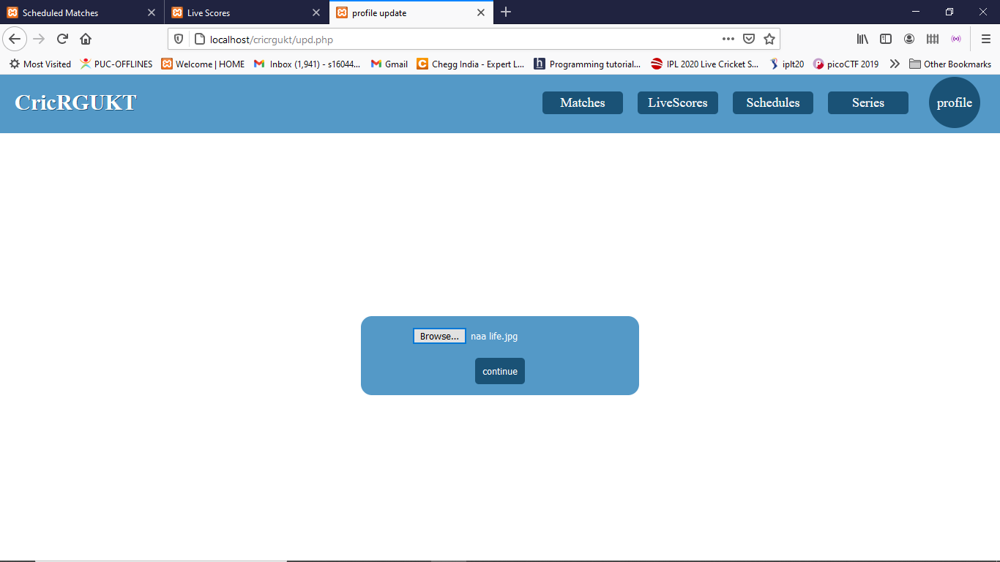 Scheduled Matches
Live Scores
profile update
localhost/cricrgukt/upd.php
Most Visited
PUC-OFFLINES
Welcome | HOME
Inbox (1,941) - s16044...
Gmail
Chegg India - Expert L...
Programming tutorial...
IPL 2020 Live Cricket S...
iplt20
picoCTF 2019
Other Bookmarks
CricRGUKT
Matches
LiveScores
Schedules
Series
profile
Browse... naa life.jpg
continue